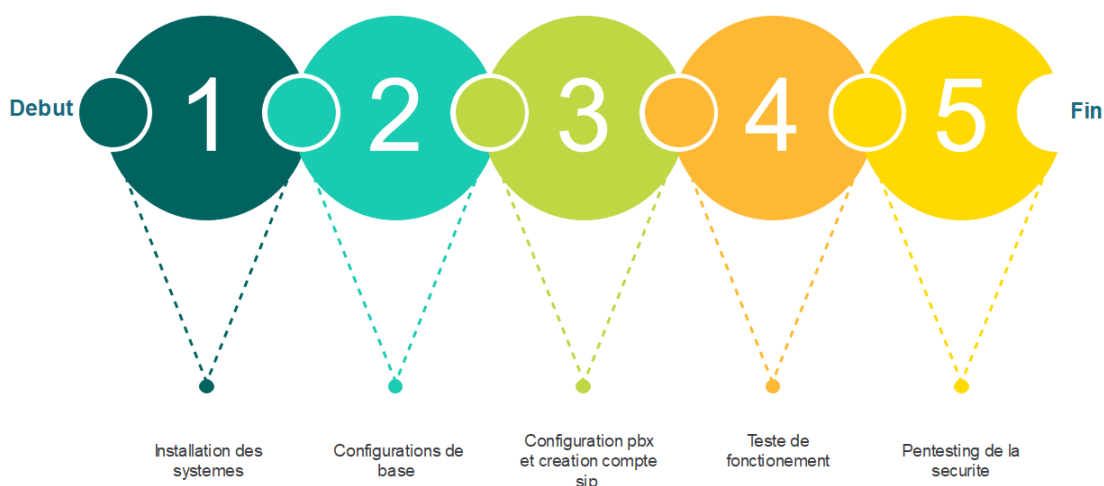 Debut
1
2
3
4
5
Fin
Installation des
systemes
Configurations de
base
Configuration pbx
et creation compte
sip
Teste de
fonctionement
Pentesting de la
securite